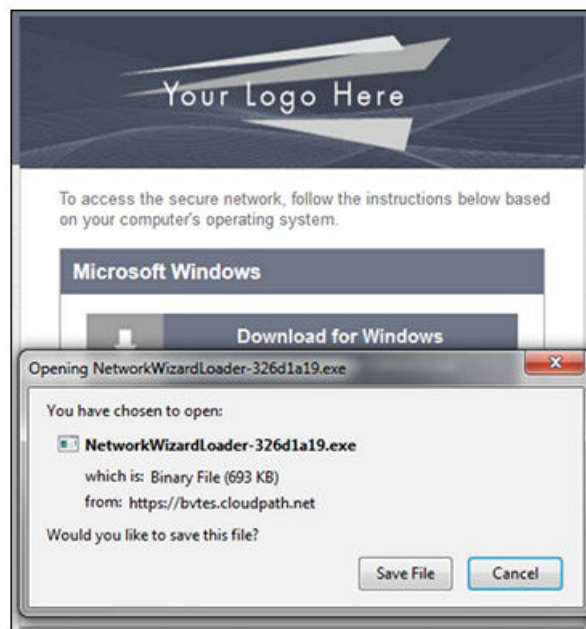 Your Logo Here
To access the secure network, follow the instructions below based
on your computer's operating system.
Microsoft Windows
Download for Windows
Opening NetworkWizardLoader-326d1a19.exe
You have chosen to open:
NetworkWizardLoader-326d1a19.exe
which is: Binary File (693 KB)
from: https://bvtes.cloudpath.net
Would you like to save this file?
Save File Cancel